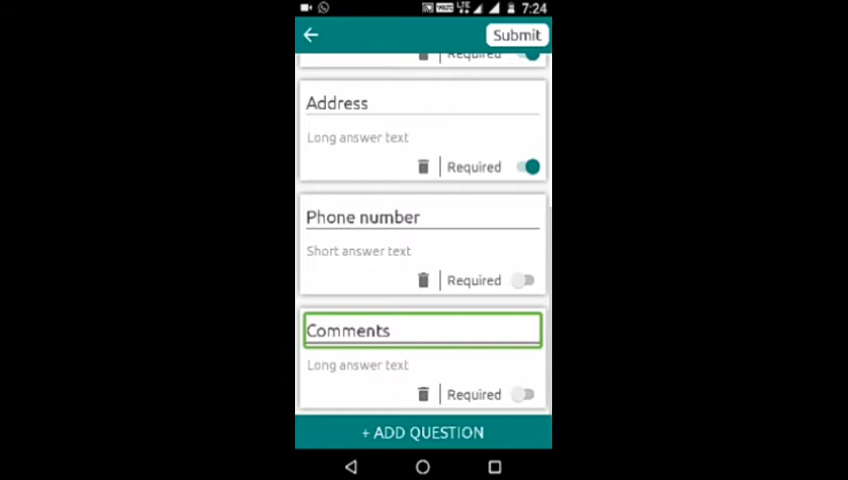 LTE 7:24
Submit
Required
Address
Long answer text
Required
Phone number
Short answer text
Required
Comments
Long answer text
Required
+ ADD QUESTION